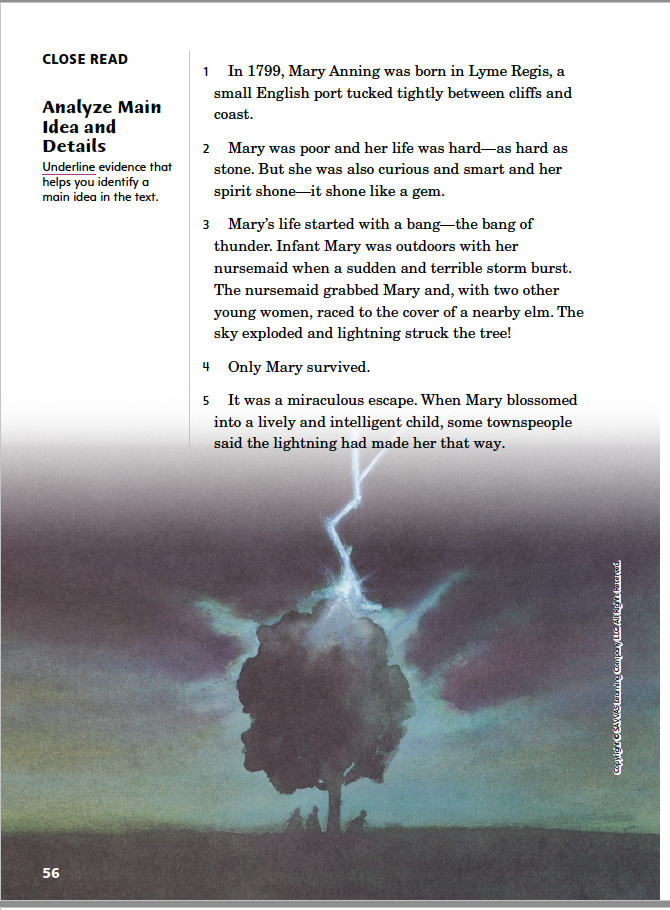 CLOSE READ
Analyze Main
Idea and
Details
Underline evidence that
helps you identify a
main idea in the text.
1 In 1799, Mary Anning was born in Lyme Regis, a
small English port tucked tightly between cliffs and
coast.
2 Mary was poor and her life was hard—as hard as
stone. But she was also curious and smart and her
spirit shone—it shone like a gem.
3 Mary’s life started with a bang—the bang of
thunder. Infant Mary was outdoors with her
nursemaid when a sudden and terrible storm burst.
The nursemaid grabbed Mary and, with two other
young women, raced to the cover of a nearby elm. The
sky exploded and lightning struck the tree!
4 Only Mary survived.
5 It was a miraculous escape. When Mary blossomed
into a lively and intelligent child, some townspeople
said the lightning had made her that way.
Copyright © SAVVAS Learning Company LLC. All Rights Reserved.
56